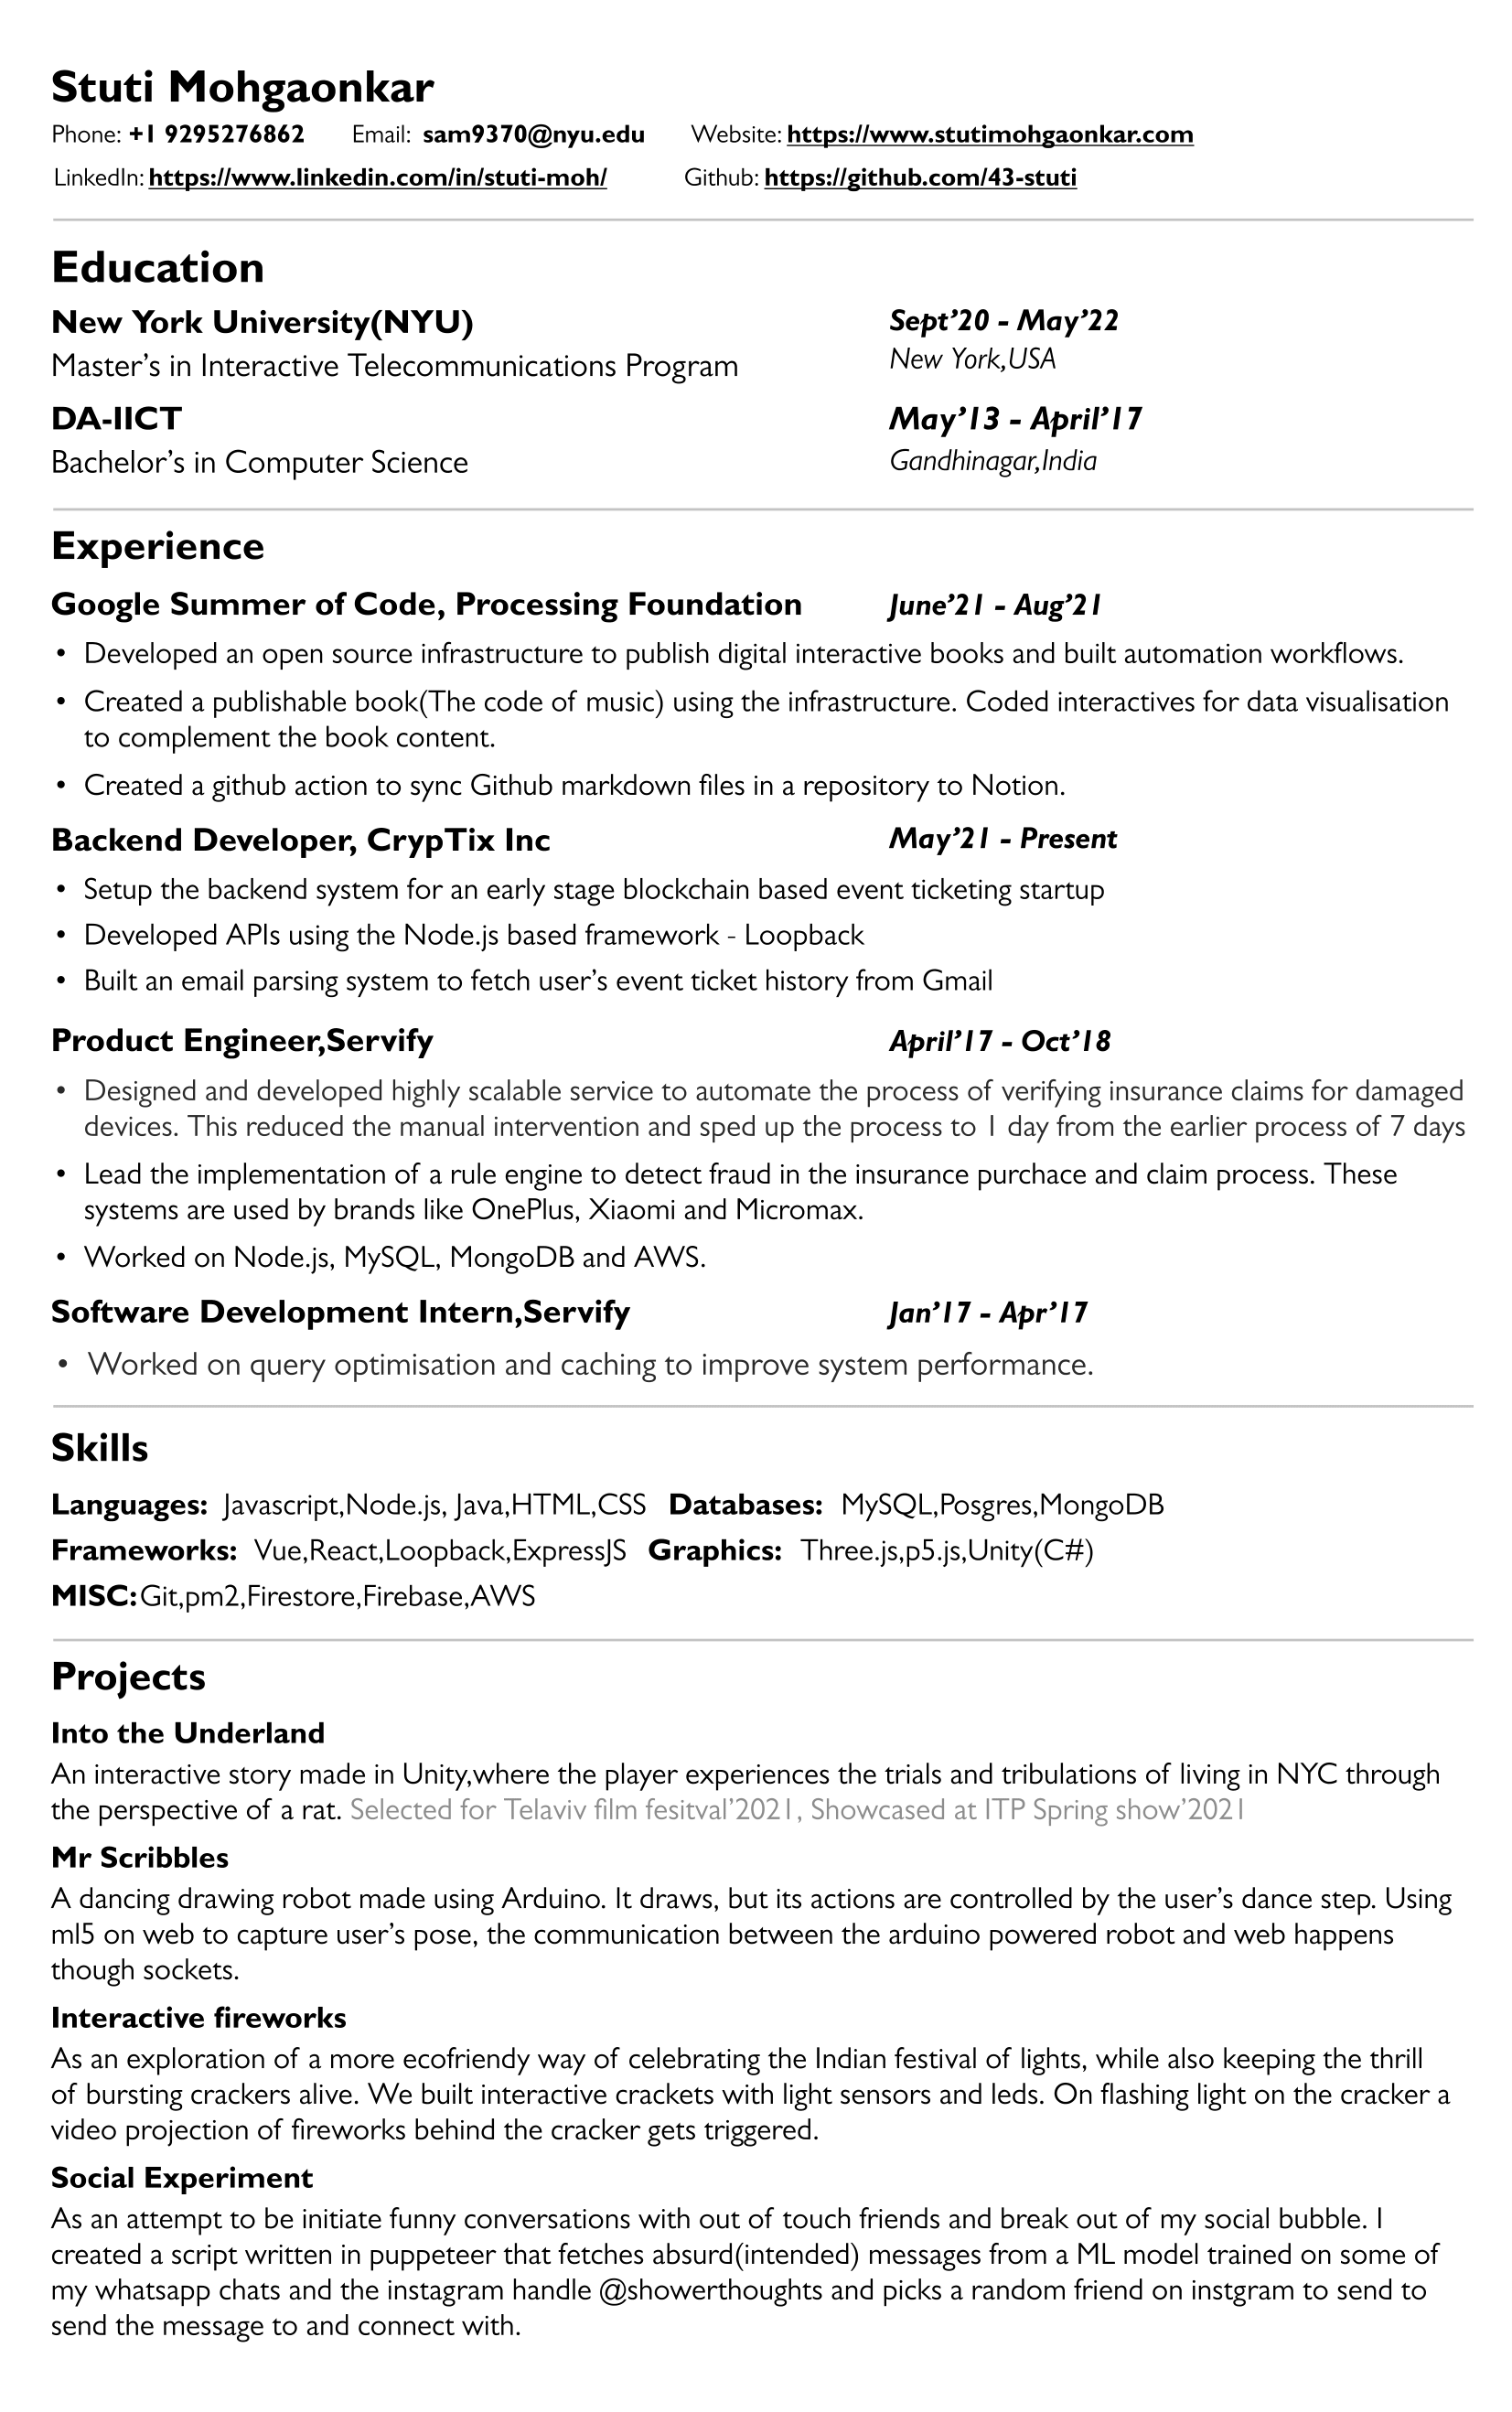 Stuti Mohgaonkar
Phone: +1 9295276862 Email: sam9370@nyu.edu Website: https://www.stutimohgaonkar.com
LinkedIn: https://www.linkedin.com/in/stuti-moh/ Github: https://github.com/43-stuti
Education
New York University(NYU) Sept’20 - May’22
Master’s in Interactive Telecommunications Program New York,USA
DA-IICT May’13 - April’17
Bachelor’s in Computer Science Gandhinagar,India
Experience
Google Summer of Code, Processing Foundation June’21 - Aug’21
• Developed an open source infrastructure to publish digital interactive books and built automation workflows.
• Created a publishable book(The code of music) using the infrastructure. Coded interactives for data visualisation
to complement the book content.
• Created a github action to sync Github markdown files in a repository to Notion.
Backend Developer, CrypTix Inc May’21 - Present
• Setup the backend system for an early stage blockchain based event ticketing startup
• Developed APIs using the Node.js based framework - Loopback
• Built an email parsing system to fetch user’s event ticket history from Gmail
Product Engineer,Servify April’17 - Oct’18
• Designed and developed highly scalable service to automate the process of verifying insurance claims for damaged
devices. This reduced the manual intervention and sped up the process to 1 day from the earlier process of 7 days
• Lead the implementation of a rule engine to detect fraud in the insurance purchace and claim process. These
systems are used by brands like OnePlus, Xiaomi and Micromax.
• Worked on Node.js, MySQL, MongoDB and AWS.
Software Development Intern,Servify Jan’17 - Apr’17
• Worked on query optimisation and caching to improve system performance.
Skills
Languages: Javascript,Node.js, Java,HTML,CSS Databases: MySQL,Posgres,MongoDB
Frameworks: Vue,React,Loopback,ExpressJS Graphics: Three.js,p5.js,Unity(C#)
MISC:Git,pm2,Firestore,Firebase,AWS
Projects
Into the Underland
An interactive story made in Unity,where the player experiences the trials and tribulations of living in NYC through
the perspective of a rat. Selected for Telaviv film fesitval’2021, Showcased at ITP Spring show’2021
Mr Scribbles
A dancing drawing robot made using Arduino. It draws, but its actions are controlled by the user’s dance step. Using
ml5 on web to capture user’s pose, the communication between the arduino powered robot and web happens
though sockets.
Interactive fireworks
As an exploration of a more ecofriendy way of celebrating the Indian festival of lights, while also keeping the thrill
of bursting crackers alive. We built interactive crackets with light sensors and leds. On flashing light on the cracker a
video projection of fireworks behind the cracker gets triggered.
Social Experiment
As an attempt to be initiate funny conversations with out of touch friends and break out of my social bubble. I
created a script written in puppeteer that fetches absurd(intended) messages from a ML model trained on some of
my whatsapp chats and the instagram handle @showerthoughts and picks a random friend on instgram to send to
send the message to and connect with.